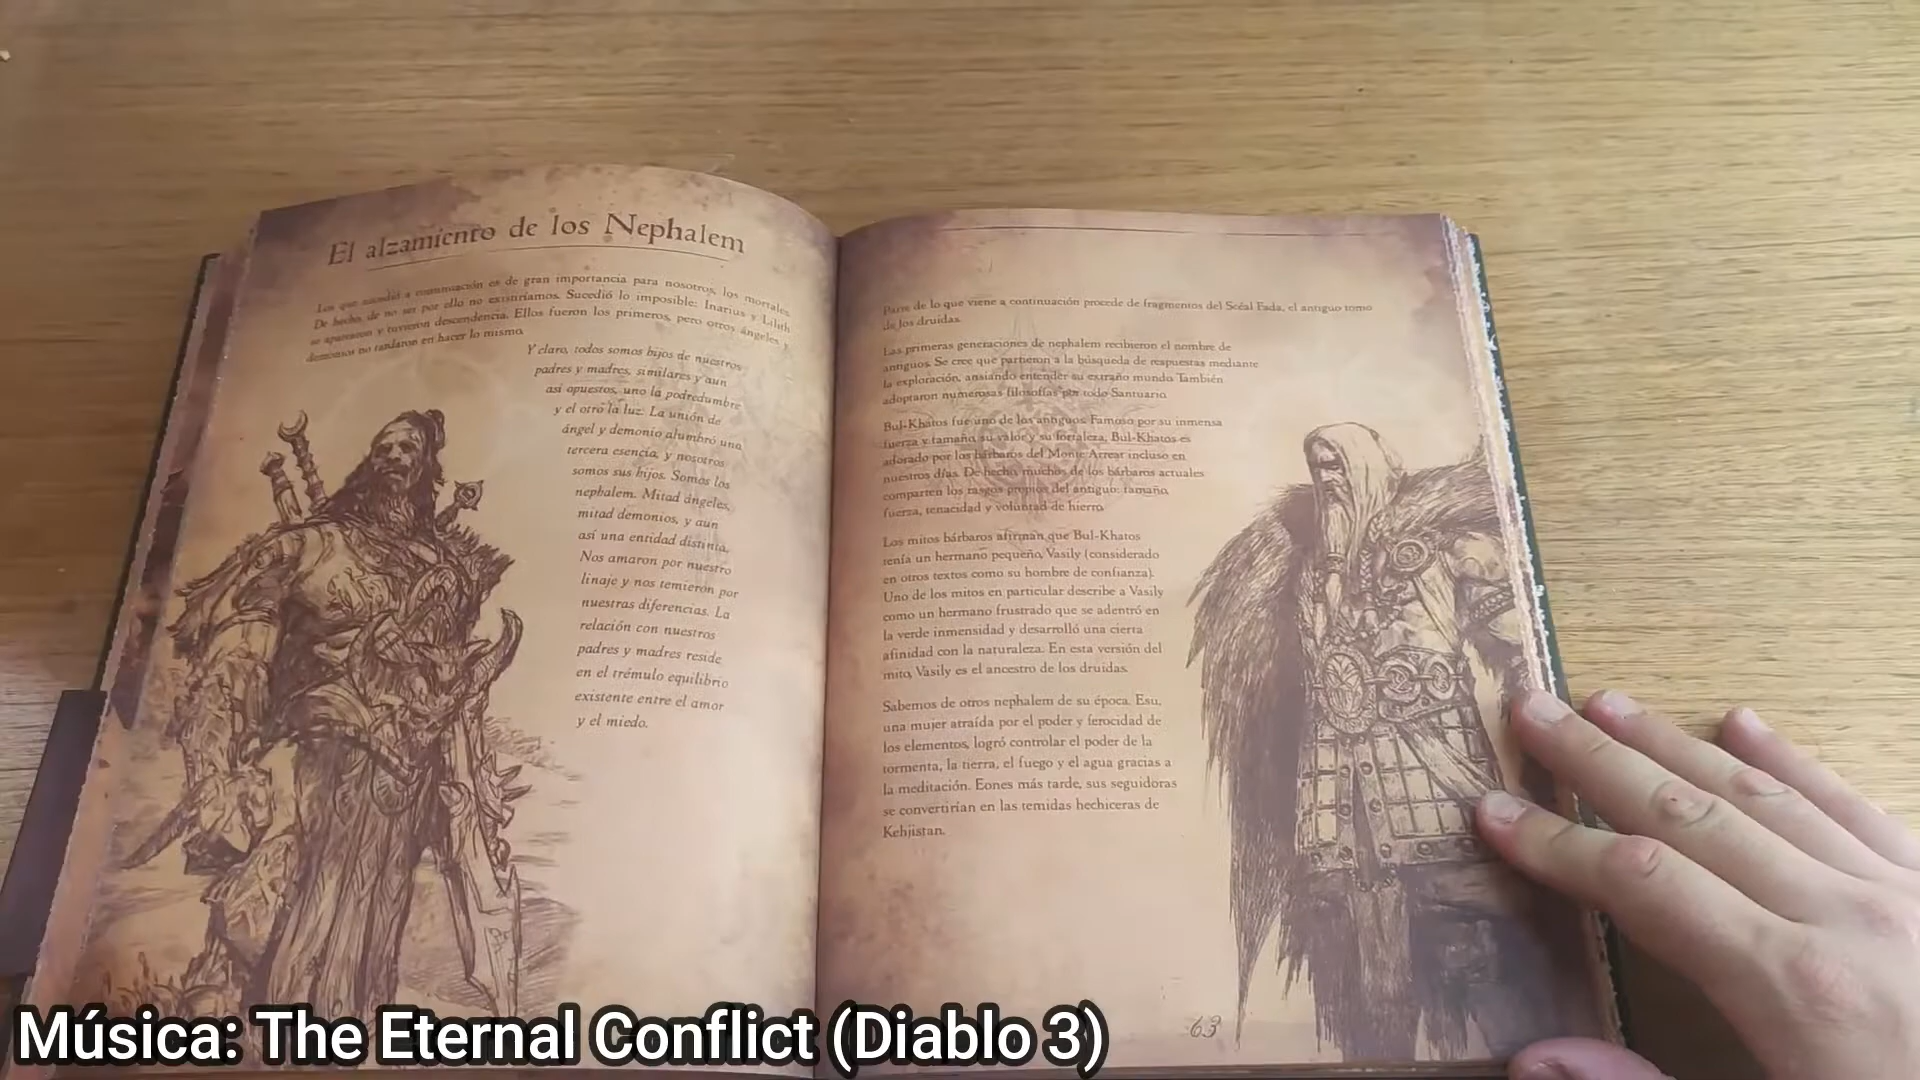 El alzamiento de los Nephalem
Los que sucedió a continuación es de gran importancia para nosotros, los mortales.
De hecho, de no ser por ello no existiríamos. Sucedió lo imposible: Inarius y Lilith
se aparearon y tuvieron descendencia. Ellos fueron los primeros, pero otros ángeles y
demonios no tardaron en hacer lo mismo.
Y claro, todos somos hijos de nuestros
padres y madres, similares y aun
así opuestos, uno la podredumbre
y el otro la luz. La unión de
ángel y demonio alumbró una
tercera esencia, y nosotros
somos sus hijos. Somos los
nephalem. Mitad ángeles,
mitad demonios, y aun
así una entidad distinta.
Nos amaron por nuestro
linaje y nos temieron por
nuestras diferencias. La
relación con nuestros
padres y madres reside
en el trémulo equilibrio
existente entre el amor
y el miedo.
Parte de lo que viene a continuación procede de fragmentos del Scéal Fada, el antiguo tomo
de los druidas.
Las primeras generaciones de nephalem recibieron el nombre de
antiguos. Se cree que partieron a la búsqueda de respuestas mediante
la exploración, ansiando entender su extraño mundo. También
adoptaron numerosas filosofías por todo Santuario.
Bul-Khatos fue uno de los antiguos. Famoso por su inmensa
fuerza y tamaño, su valor y su fortaleza, Bul-Khatos es
adorado por los bárbaros del Monte Arreat incluso en
nuestros días. De hecho muchos de los bárbaros actuales
comparten los rasgos propios del antiguo: tamaño,
fuerza, tenacidad y voluntad de hierro.
Los mitos bárbaros afirman que Bul-Khatos
tenía un hermano pequeño, Vasily (considerado
en otros textos como su hombre de confianza).
Uno de los mitos en particular describe a Vasily
como un hermano frustrado que se adentró en
la verde inmensidad y desarrolló una cierta
afinidad con la naturaleza. En esta versión del
mito, Vasily es el ancestro de los druidas.
Sabemos de otros nephalem de su época. Esu,
una mujer atraída por el poder y ferocidad de
los elementos, logró controlar el poder de la
tormenta, la tierra, el fuego y el agua gracias a
la meditación. Eones más tarde, sus seguidoras
se convertirían en las temidas hechiceras de
Kehjistan.
63
Música: The Eternal Conflict (Diablo 3)